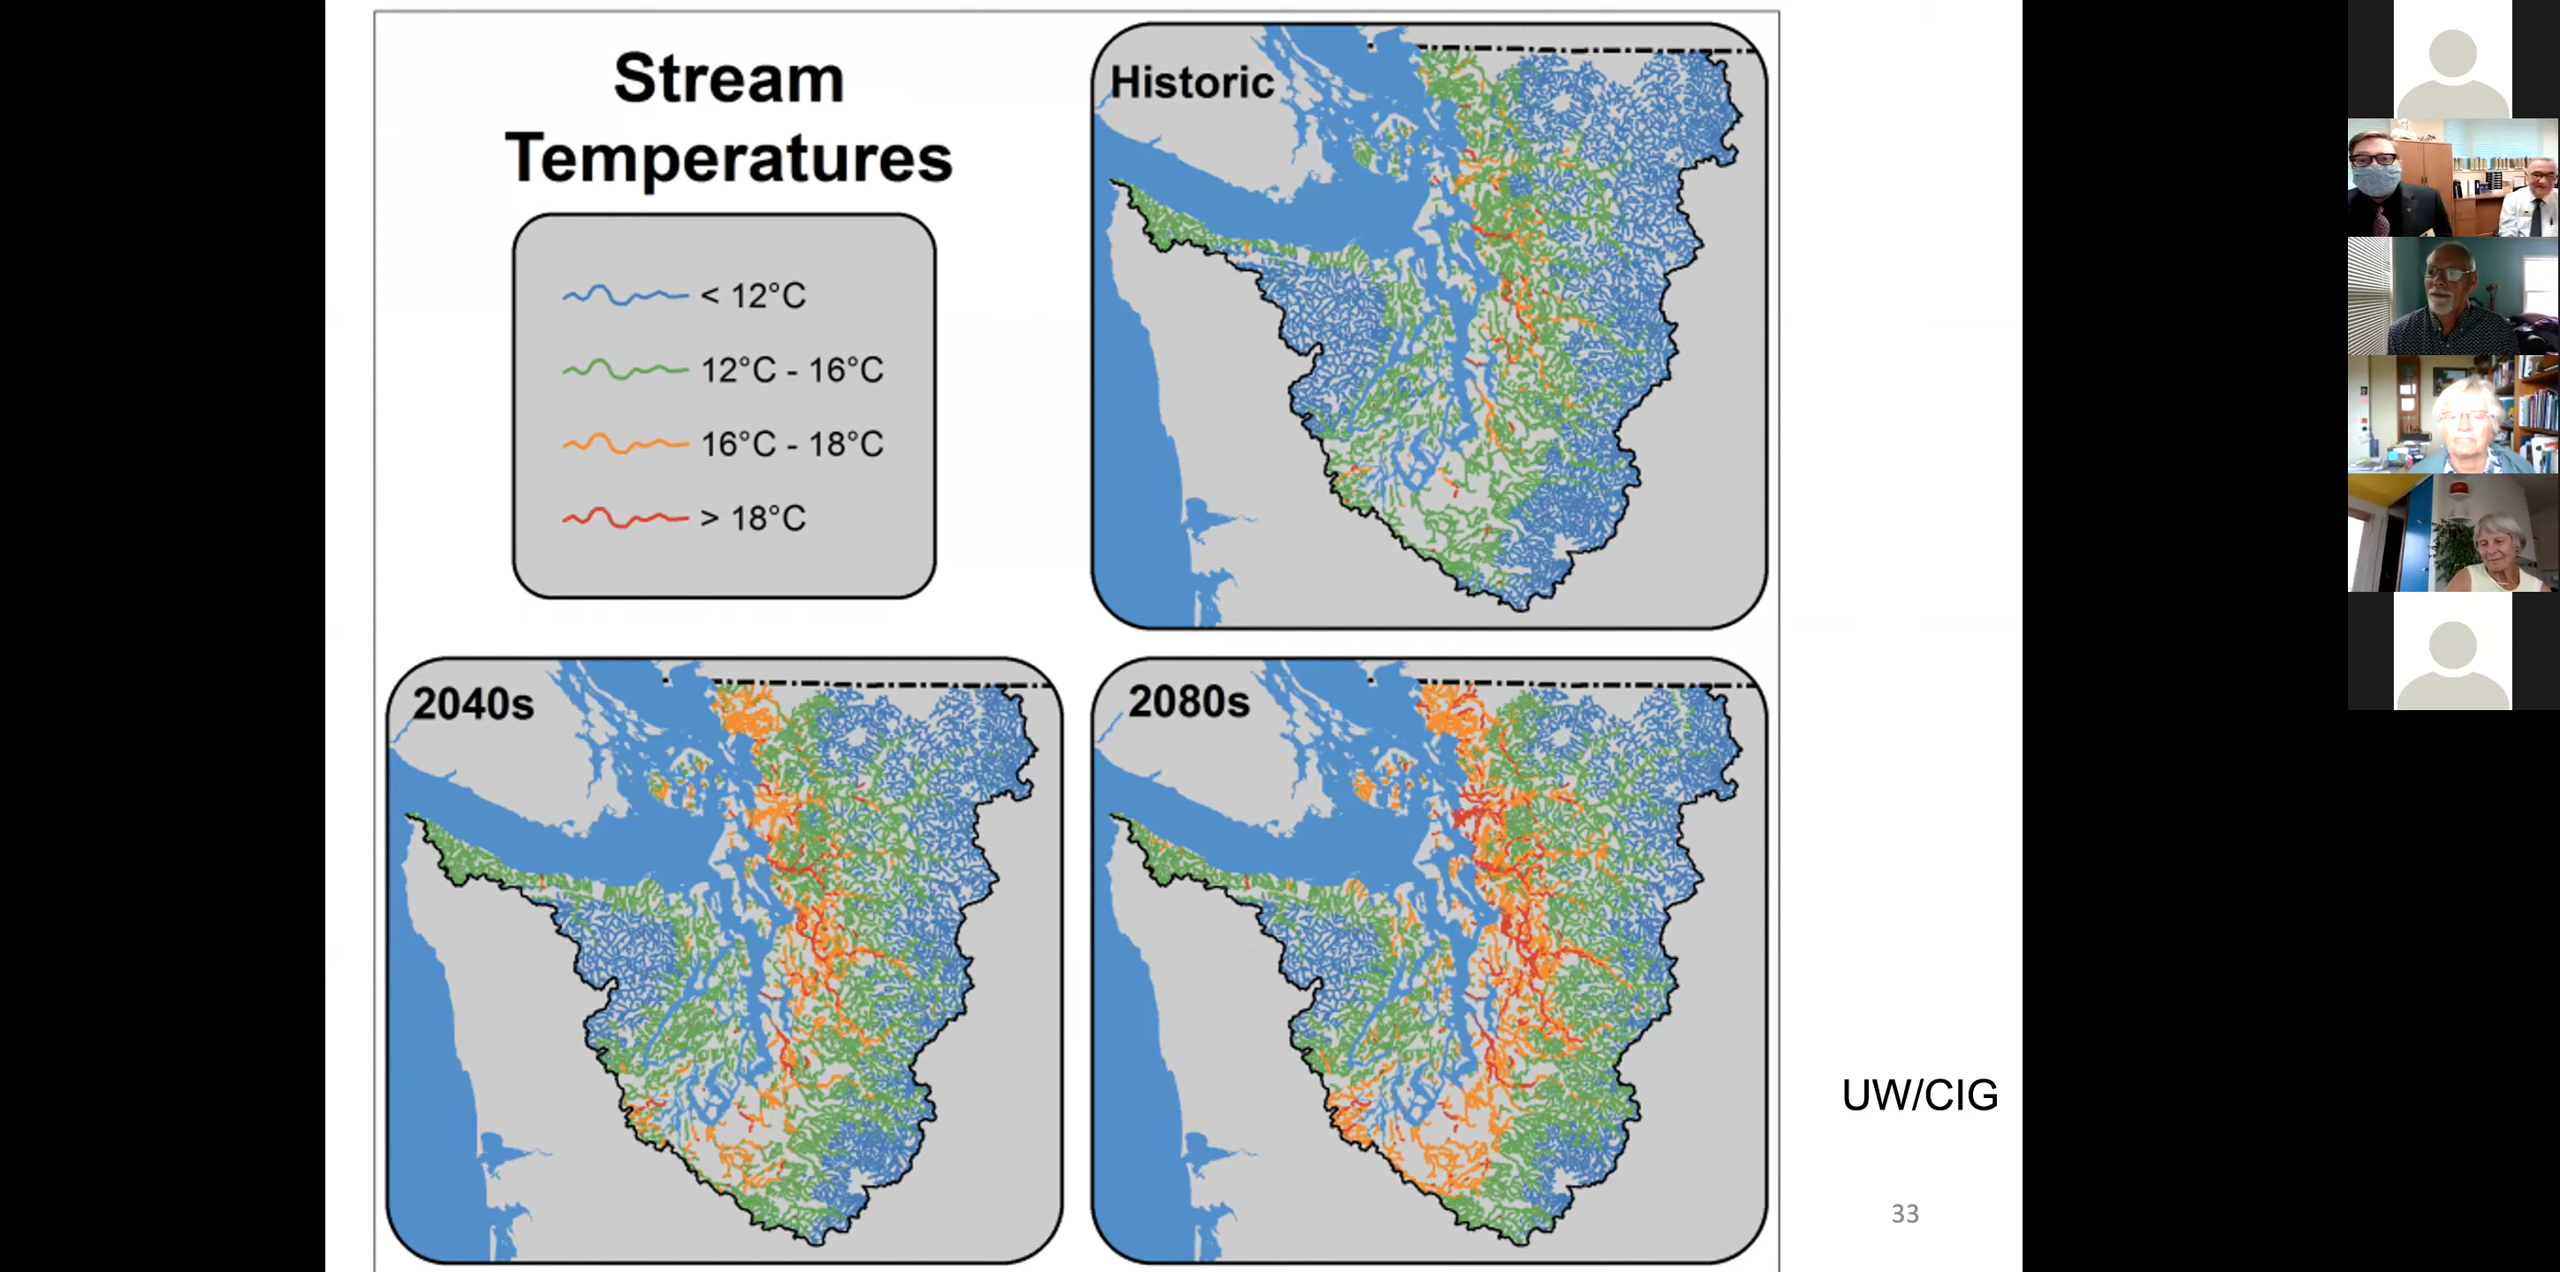 Stream
Temperatures
< 12°C
12°C - 16°C
16°C - 18°C
> 18°C
Historic
2040s
2080s
UW/CIG
33